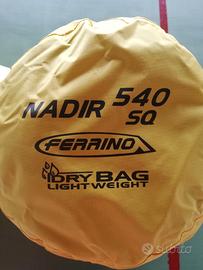 NADIR 540
SQ
FERRINO
DRY BAG
LIGHT WEIGHT
subito